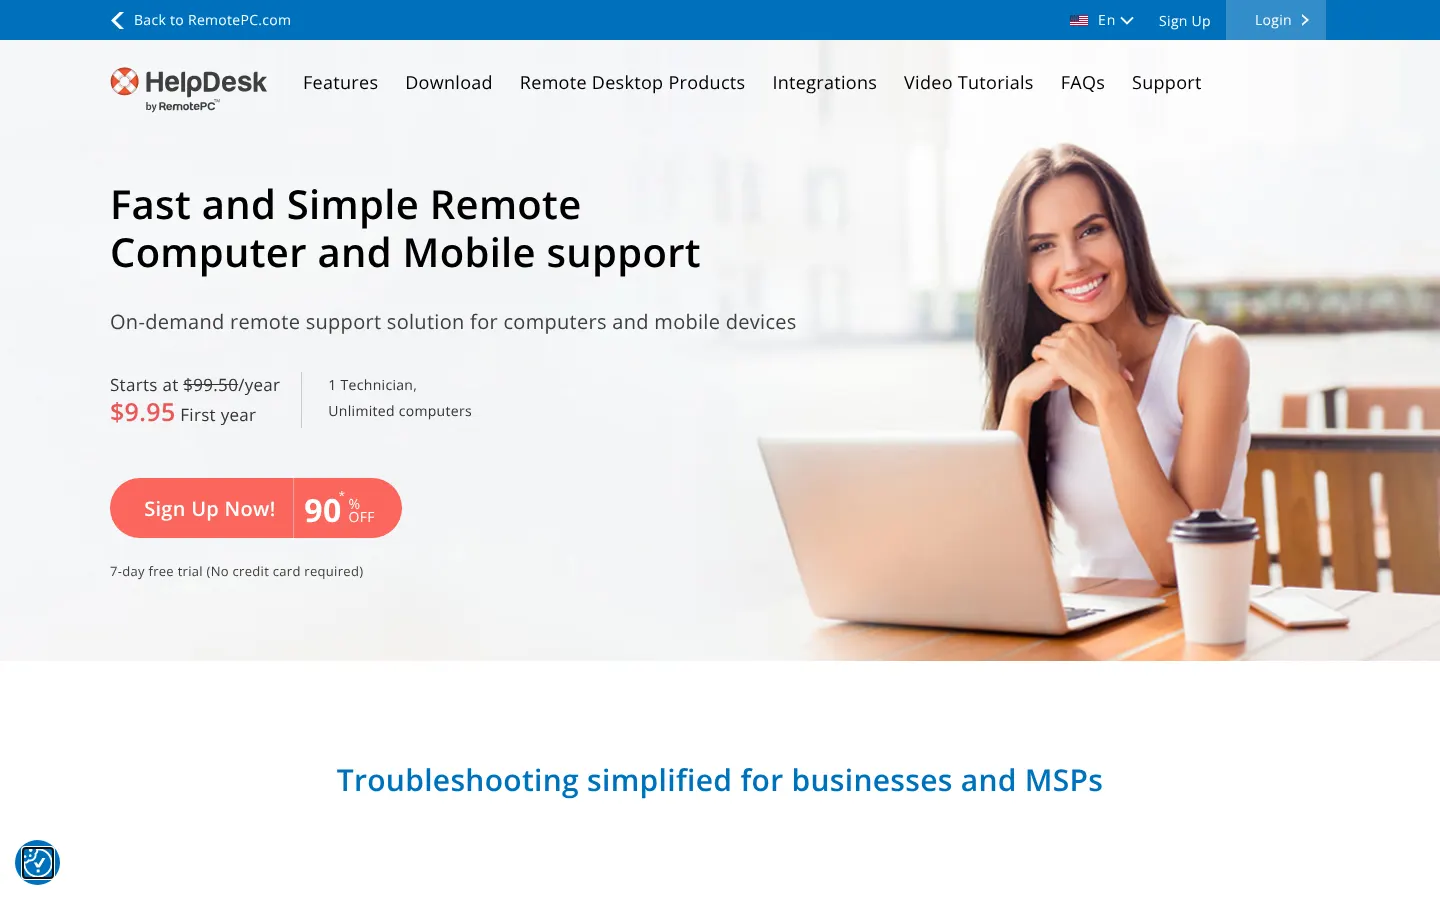 Back to RemotePC.com
En
Sign Up
Login
HelpDesk
by RemotePC™
Features
Download
Remote Desktop Products
Integrations
Video Tutorials
FAQs
Support
Fast and Simple Remote
Computer and Mobile support
On-demand remote support solution for computers and mobile devices
Starts at $99.50/year
$9.95 First year
1 Technician,
Unlimited computers
Sign Up Now!
90* % OFF
7-day free trial (No credit card required)
Troubleshooting simplified for businesses and MSPs